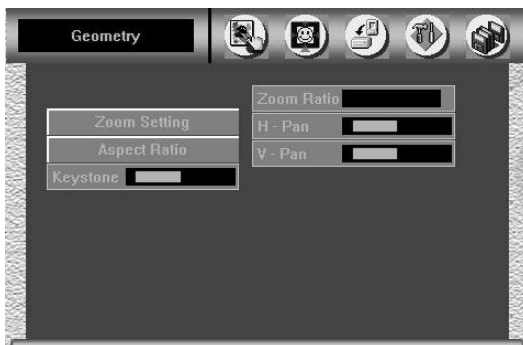 Geometry
Zoom Setting
Aspect Ratio
Keystone
Zoom Ratio
H - Pan
V - Pan